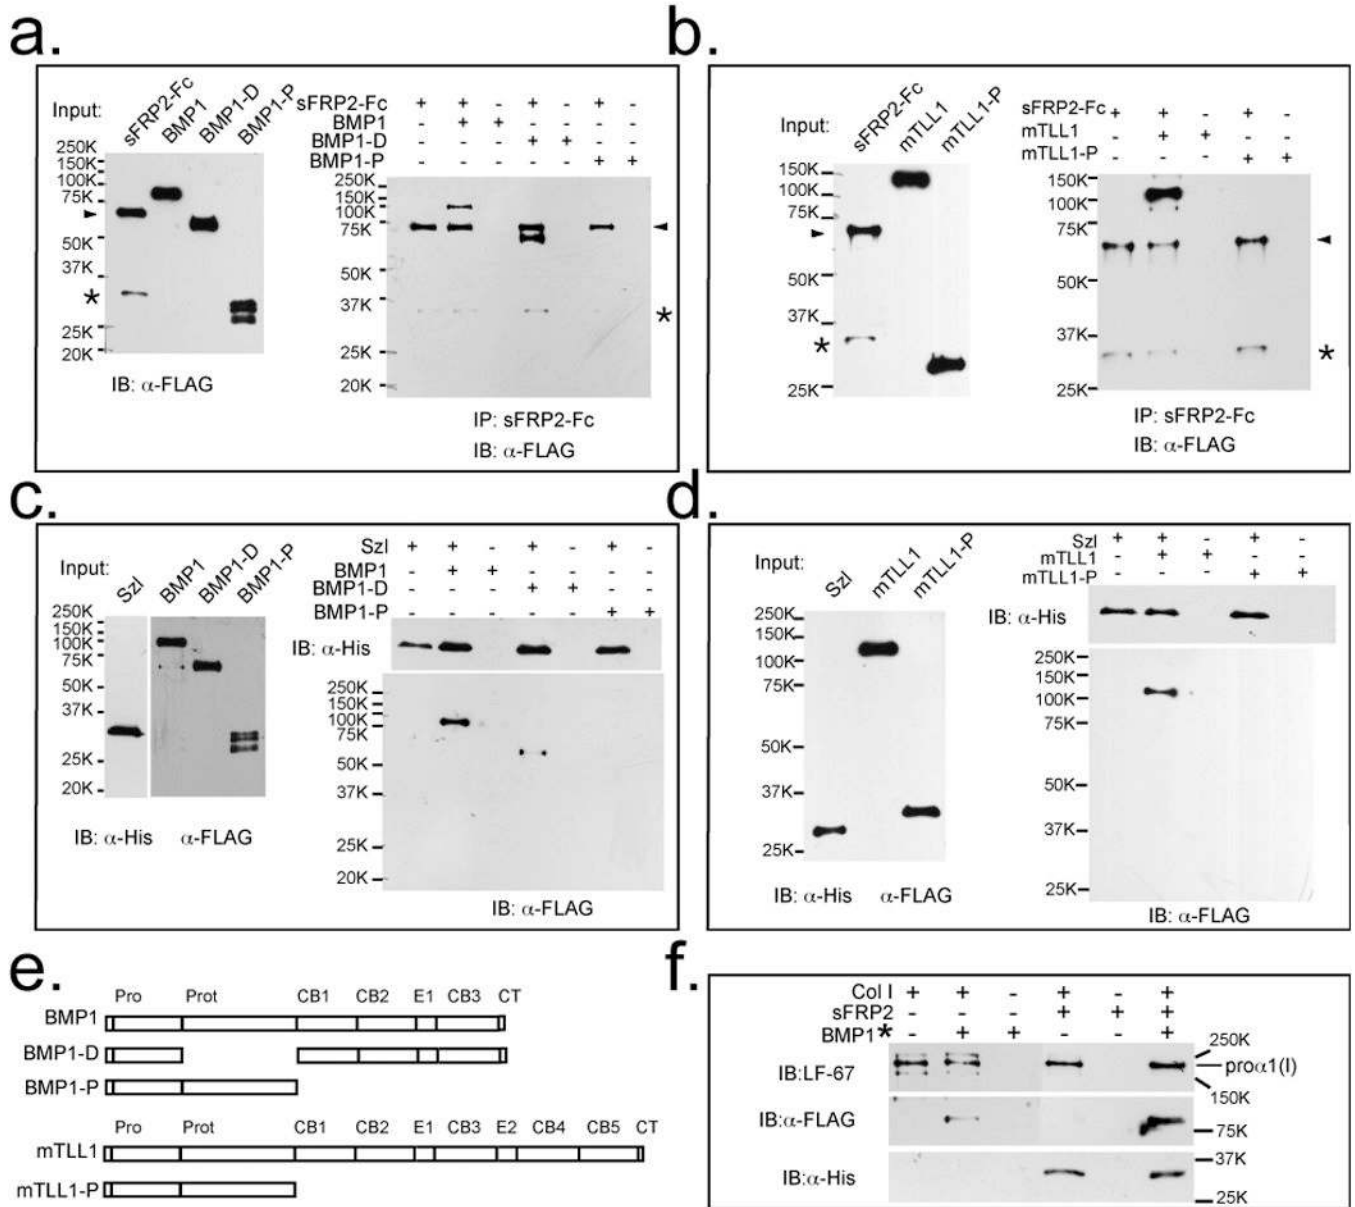 a.
Input:
sFRP2-Fc
BMP1
BMP1-D
BMP1-P
250K
150K
100K
75K
50K
37K
*
25K
20K
IB: α-FLAG
sFRP2-Fc + + - + - + -
BMP1 - + + - - - -
BMP1-D - - - + + - -
BMP1-P - - - - - + +
250K
150K
100K
75K
50K
37K
*
25K
20K
IP: sFRP2-Fc
IB: α-FLAG
b.
Input:
sFRP2-Fc
mTLL1
mTLL1-P
150K
100K
75K
50K
37K
*
25K
sFRP2-Fc + + - + -
mTLL1 - + + - -
mTLL1-P - - - + +
150K
100K
75K
50K
37K
*
25K
IP: sFRP2-Fc
IB: α-FLAG
c.
Input:
Szl
BMP1
BMP1-D
BMP1-P
250K
150K
100K
75K
50K
37K
25K
20K
IB: α-His α-FLAG
Szl + + - + - + -
BMP1 - + + - - - -
BMP1-D - - - + + - -
BMP1-P - - - - - + +
IB: α-His
250K
150K
100K
75K
50K
37K
25K
20K
IB: α-FLAG
d.
Input:
Szl
mTLL1
mTLL1-P
250K
150K
100K
75K
50K
37K
25K
IB: α-His α-FLAG
Szl + + - + -
mTLL1 - + + - -
mTLL1-P - - - + +
IB: α-His
250K
150K
100K
75K
50K
37K
25K
IB: α-FLAG
e.
Pro Prot CB1 CB2 E1 CB3 CT
BMP1
BMP1-D
BMP1-P
Pro Prot CB1 CB2 E1 CB3 E2 CB4 CB5 CT
mTLL1
mTLL1-P
f.
Col I + + - + - +
sFRP2 - - - + + +
BMP1* - + + - - +
IB:LF-67
250K
proα1(I)
150K
IB:α-FLAG
75K
IB:α-His
37K
25K